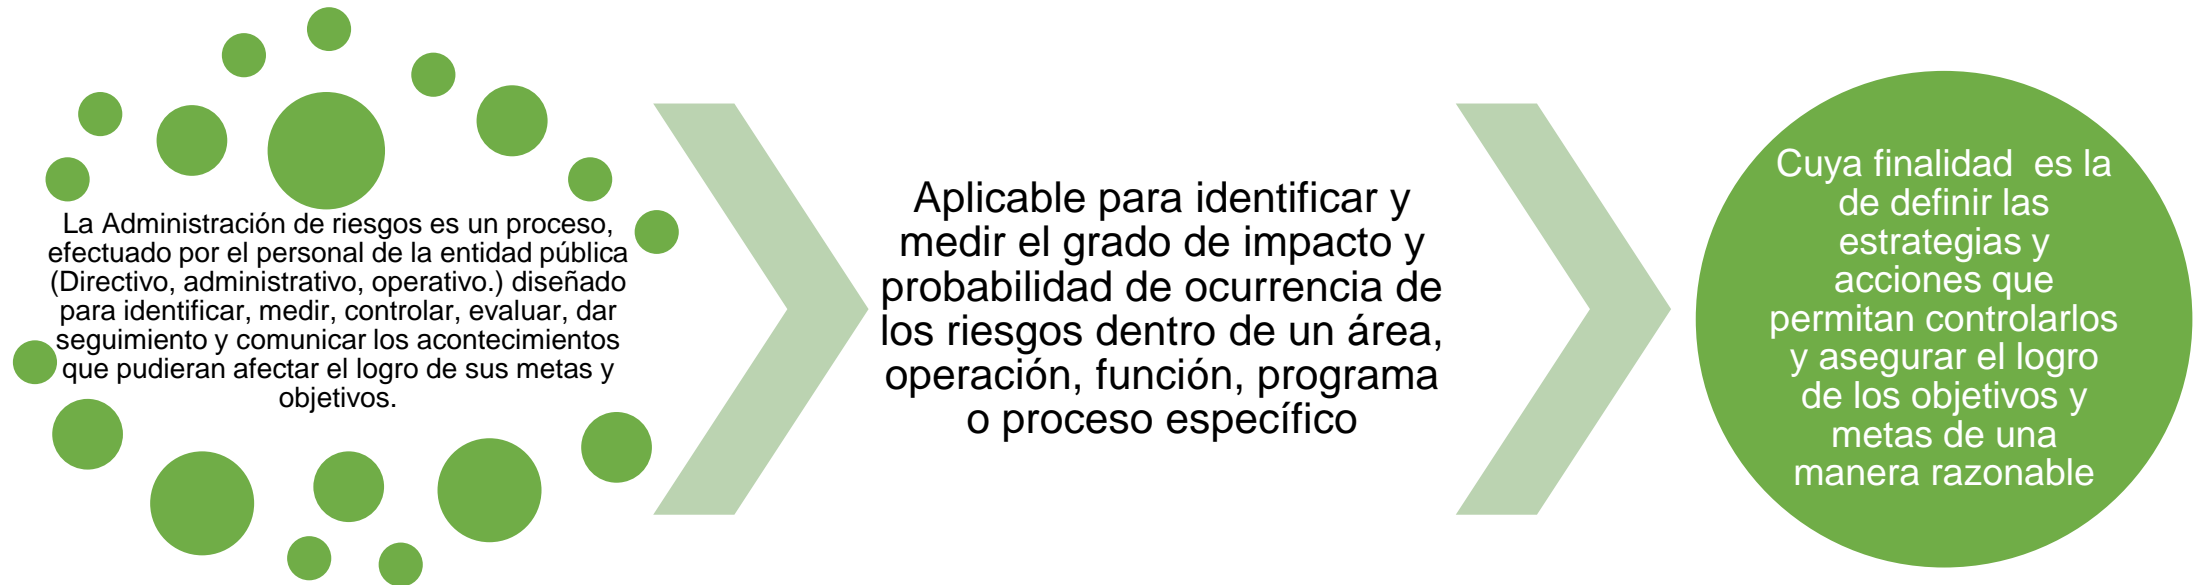 La Administración de riesgos es un proceso,
efectuado por el personal de la entidad pública
(Directivo, administrativo, operativo.) diseñado
para identificar, medir, controlar, evaluar, dar
seguimiento y comunicar los acontecimientos
que pudieran afectar el logro de sus metas y
objetivos.
Aplicable para identificar y
medir el grado de impacto y
probabilidad de ocurrencia de
los riesgos dentro de un área,
operación, función, programa
o proceso específico
Cuya finalidad  es la
de definir las
estrategias y
acciones que
permitan controlarlos
y asegurar el logro
de los objetivos y
metas de una
manera razonable